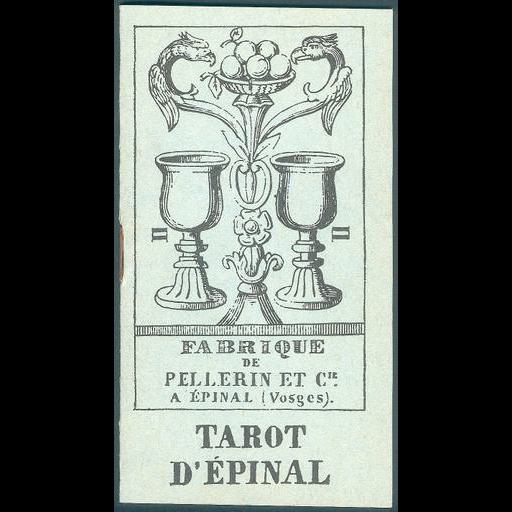 II II
FABRIQUE
DE
PELLERIN ET Cie.
A ÉPINAL (Vosges).
TAROT
D'ÉPINAL